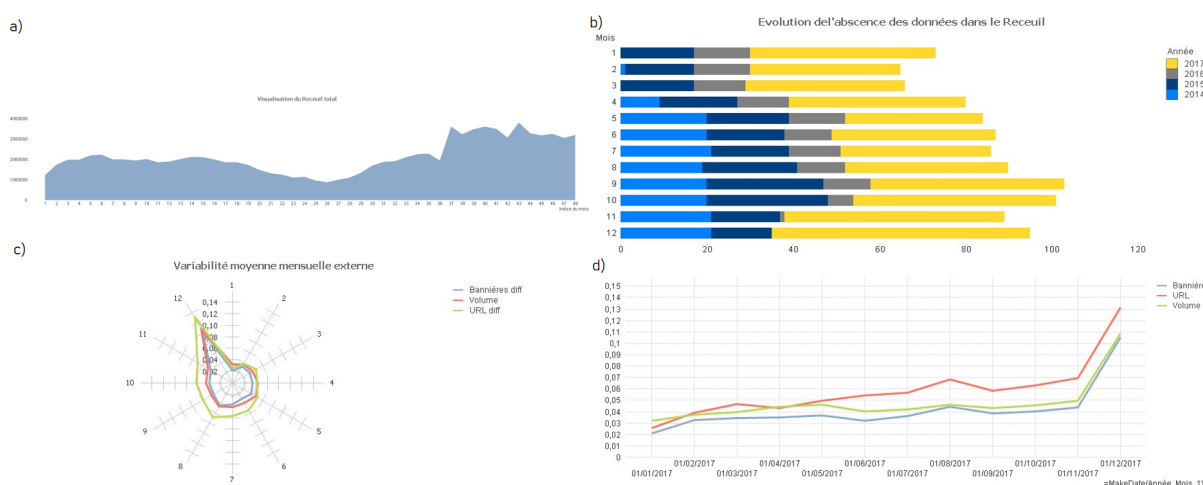 a)
Visualisation du Receuil total
4000000
3000000
2000000
1000000
0
1 2 3 4 5 6 7 8 9 10 11 12 13 14 15 16 17 18 19 20 21 22 23 24 25 26 27 28 29 30 31 32 33 34 35 36 37 38 39 40 41 42 43 44 45 46 47 48
Indice du mois
b)
Evolution del'abscence des données dans le Receuil
Mois
1
2
3
4
5
6
7
8
9
10
11
12
0 20 40 60 80 100 120
Année
2017
2016
2015
2014
c)
Variabilité moyenne mensuelle externe
1
2
3
4
5
6
7
8
9
10
11
12
0,14
0,12
0,10
0,08
0,06
0,04
0,02
Banniéres diff
Volume
URL diff
d)
0,15
0,14
0,13
0,12
0,11
0,1
0,09
0,08
0,07
0,06
0,05
0,04
0,03
0,02
0,01
0
01/02/2017 01/04/2017 01/06/2017 01/08/2017 01/10/2017 01/12/2017
01/01/2017 01/03/2017 01/05/2017 01/07/2017 01/09/2017 01/11/2017
=MakeDate(Année, Mois, 1)
Bannière
URL
Volume